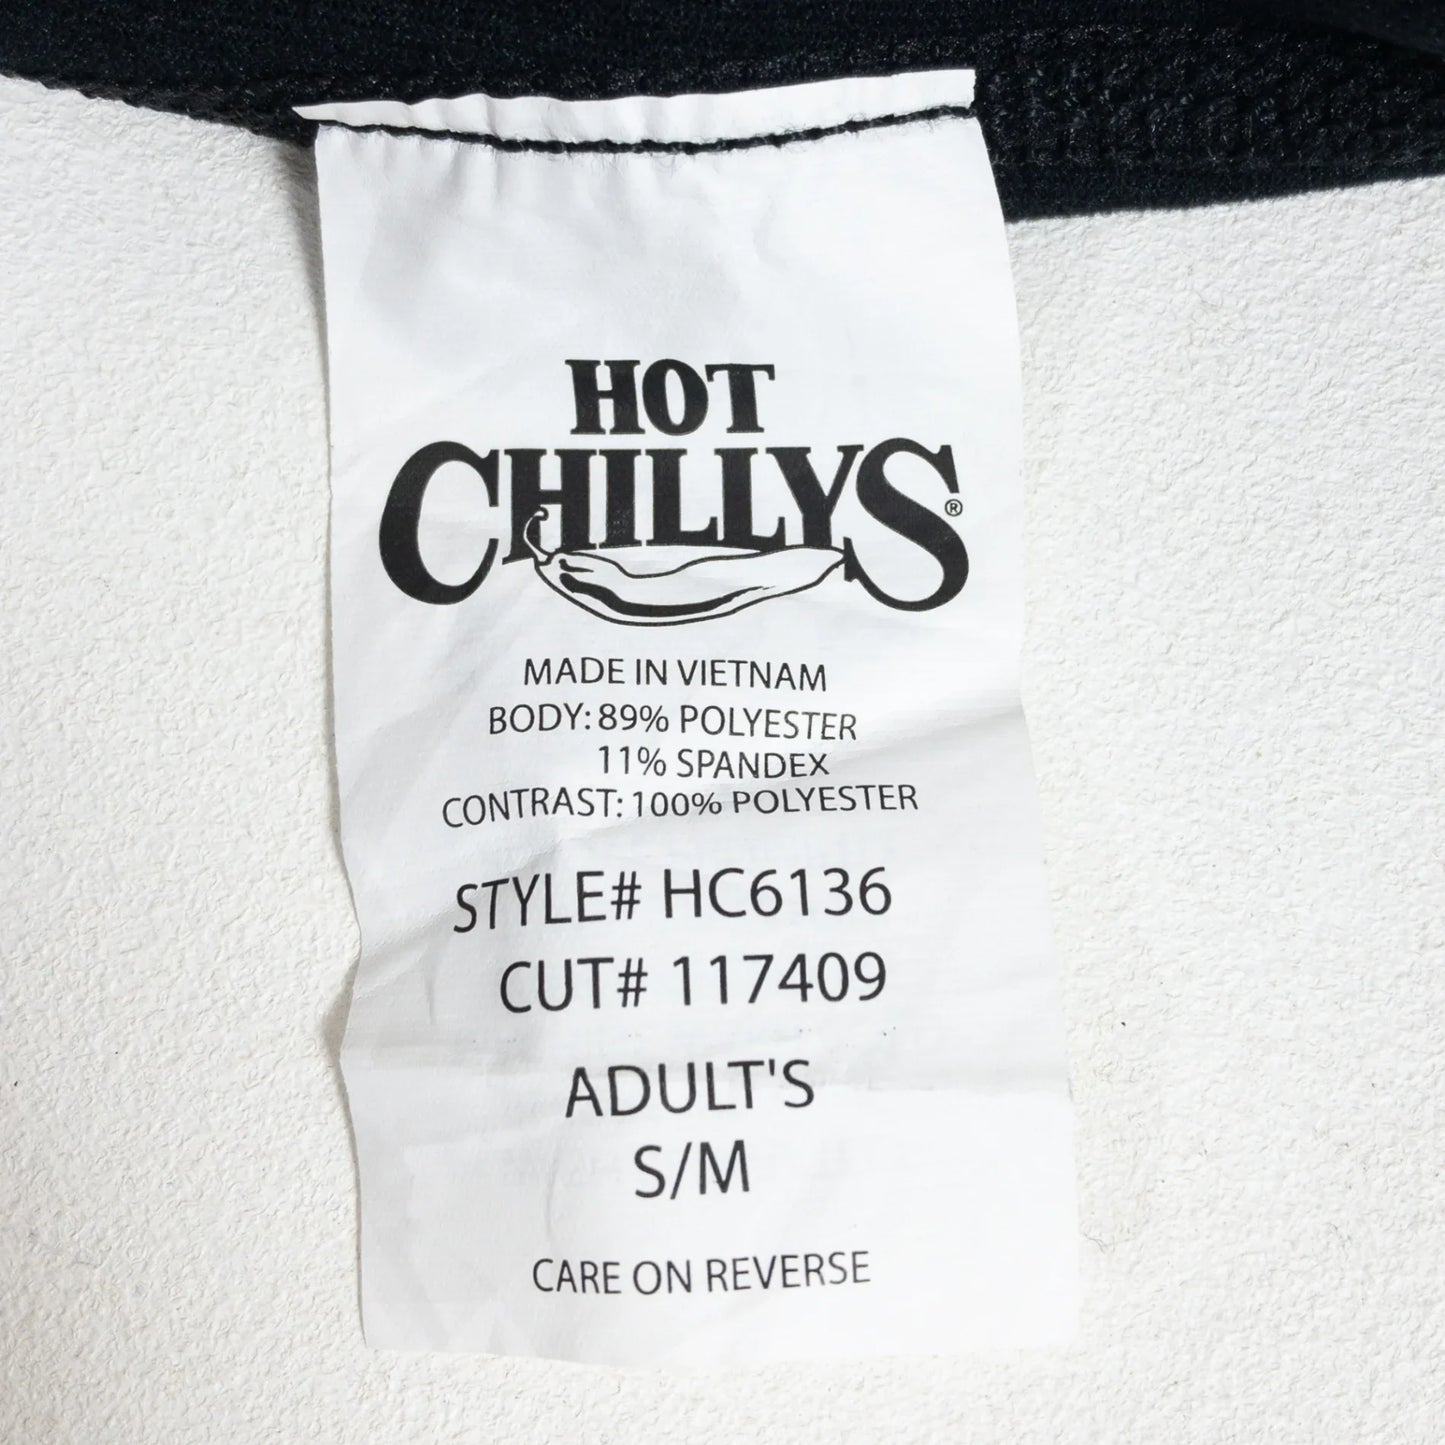 HOT
CHILLYS®
MADE IN VIETNAM
BODY: 89% POLYESTER
11% SPANDEX
CONTRAST: 100% POLYESTER
STYLE# HC6136
CUT# 117409
ADULT'S
S/M
CARE ON REVERSE